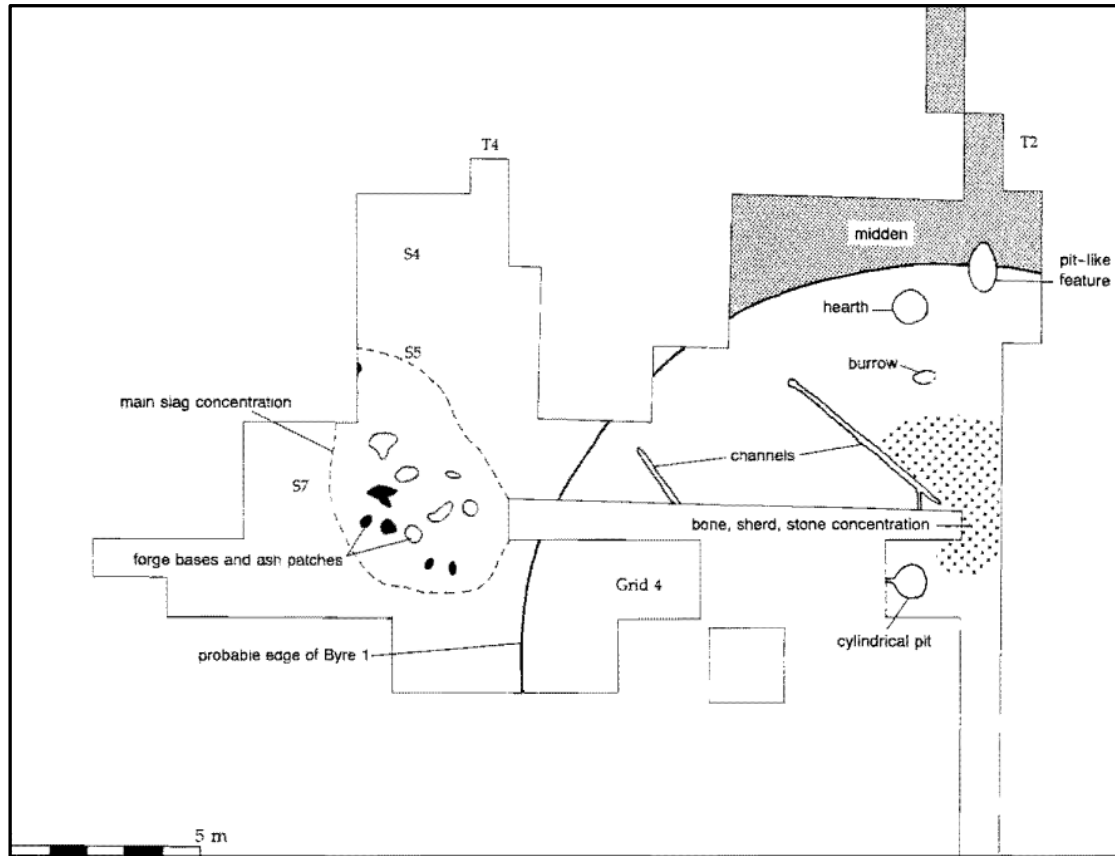 T4
T2
S4
midden
pit-like
feature
hearth
S5
burrow
main slag concentration
channels
S7
bone, sherd, stone concentration
forge bases and ash patches
Grid 4
cylindrical pit
probable edge of Byre 1
5 m